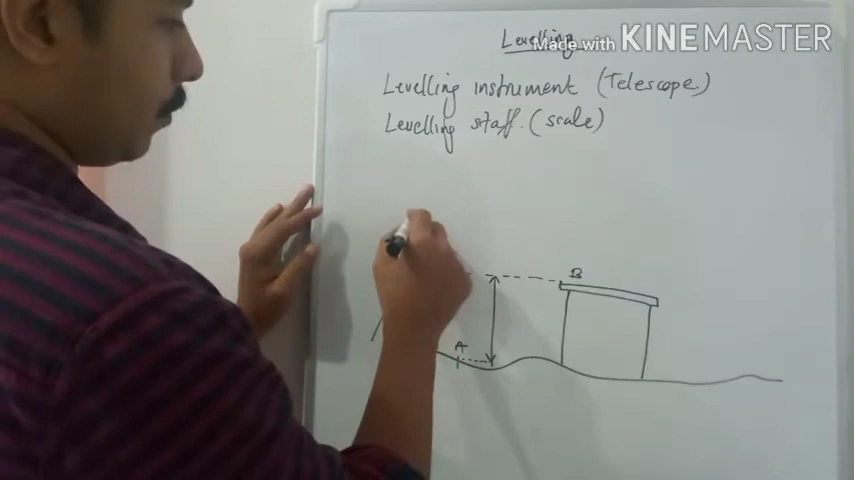 Levelling
Made with KINEMASTER
Levelling instrument (Telescope.)
Levelling staff. (scale)
B
A